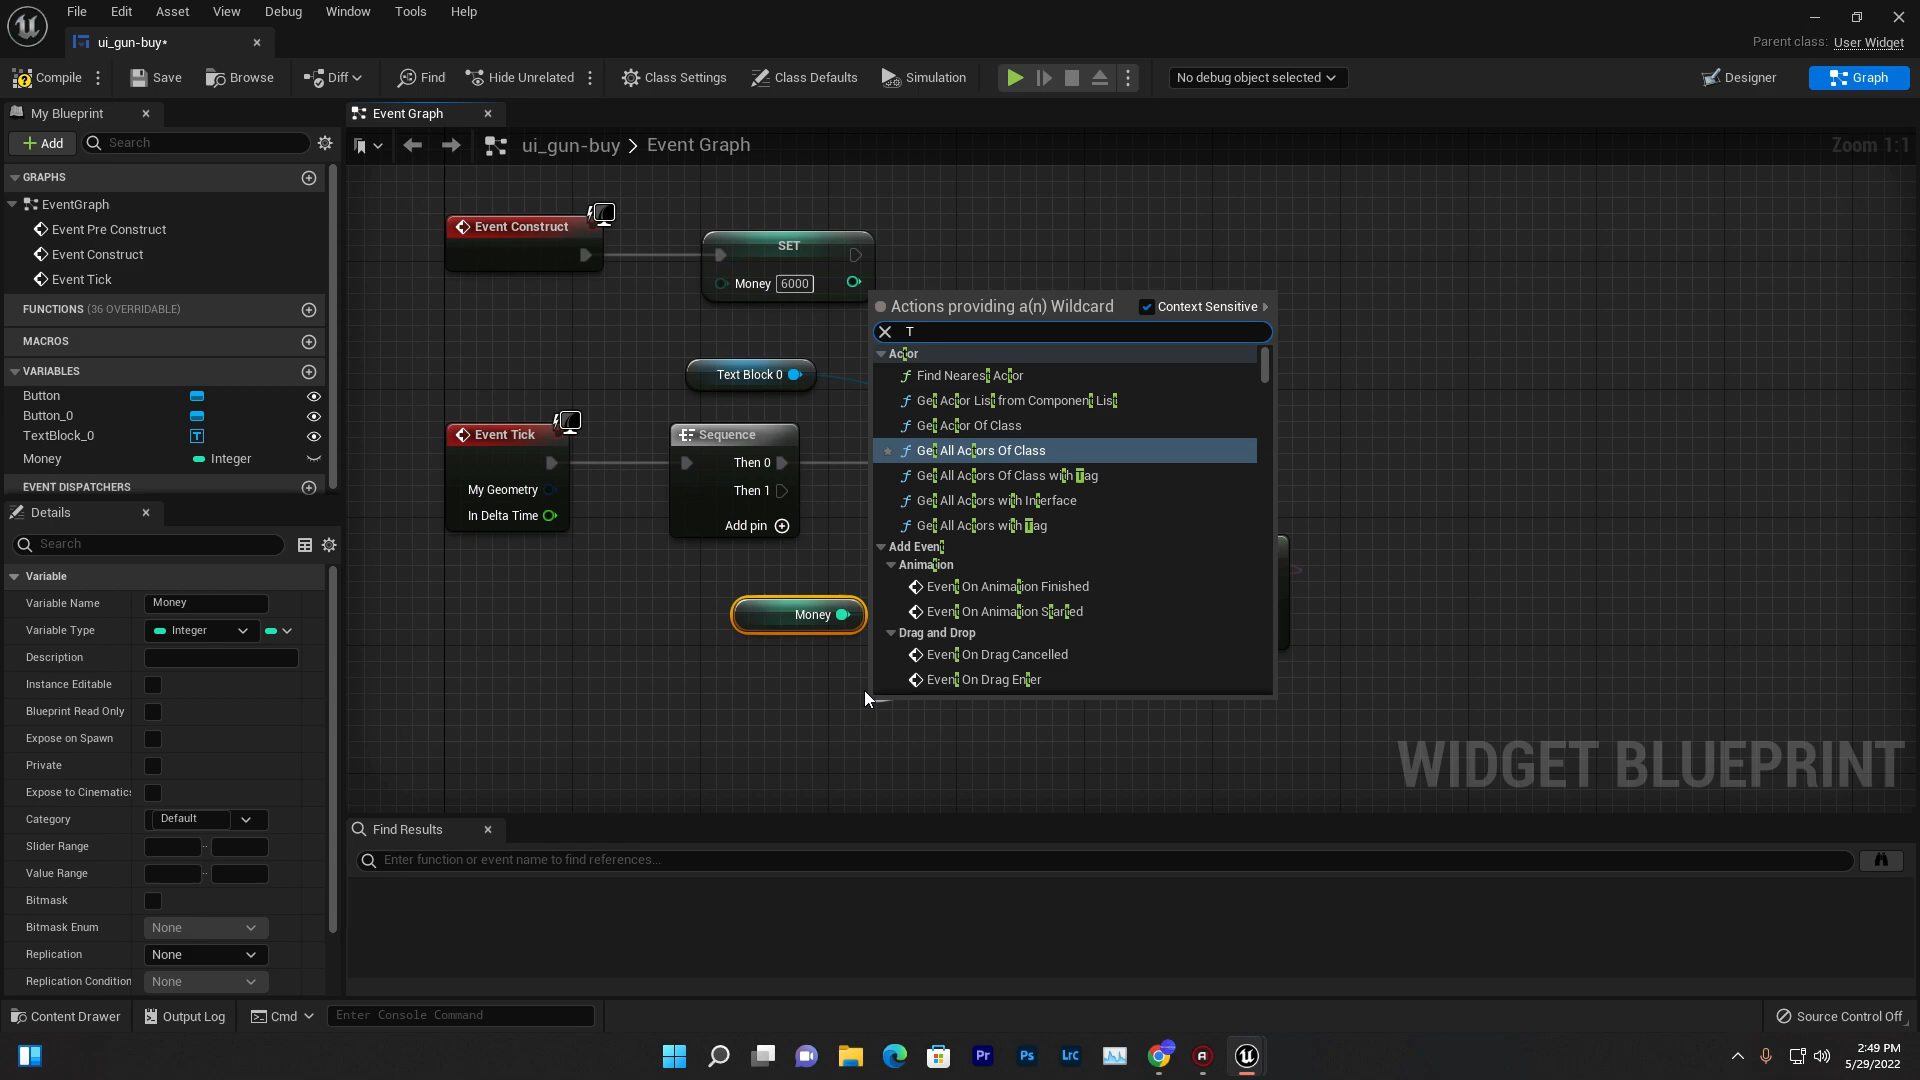 File Edit Asset View Debug Window Tools Help
ui_gun-buy*
Parent class: User Widget
Compile Save Browse Diff Find Hide Unrelated Class Settings Class Defaults Simulation No debug object selected Designer Graph
My Blueprint
Event Graph
Add Search
ui_gun-buy > Event Graph
Zoom 1:1
GRAPHS
EventGraph
Event Pre Construct
Event Construct
Event Tick
FUNCTIONS (36 OVERRIDABLE)
MACROS
VARIABLES
Button
Button_0
TextBlock_0
Money Integer
EVENT DISPATCHERS
Details
Search
Variable
Variable Name Money
Variable Type Integer
Description
Instance Editable
Blueprint Read Only
Expose on Spawn
Private
Expose to Cinematics
Category Default
Slider Range
Value Range
Bitmask
Bitmask Enum None
Replication None
Replication Condition None
Event Construct
SET
Money 6000
Text Block 0
Event Tick
My Geometry
In Delta Time
Sequence
Then 0
Then 1
Add pin
Money
Actions providing a(n) Wildcard Context Sensitive
T
Actor
Find Nearest Actor
Get Actor List from Component List
Get Actor Of Class
Get All Actors Of Class
Get All Actors Of Class with Tag
Get All Actors with Interface
Get All Actors with Tag
Add Event
Animation
Event On Animation Finished
Event On Animation Started
Drag and Drop
Event On Drag Cancelled
Event On Drag Enter
WIDGET BLUEPRINT
Find Results
Enter function or event name to find references...
Content Drawer Output Log Cmd Enter Console Command Source Control Off
Pr Ps LrC
2:49 PM
5/29/2022